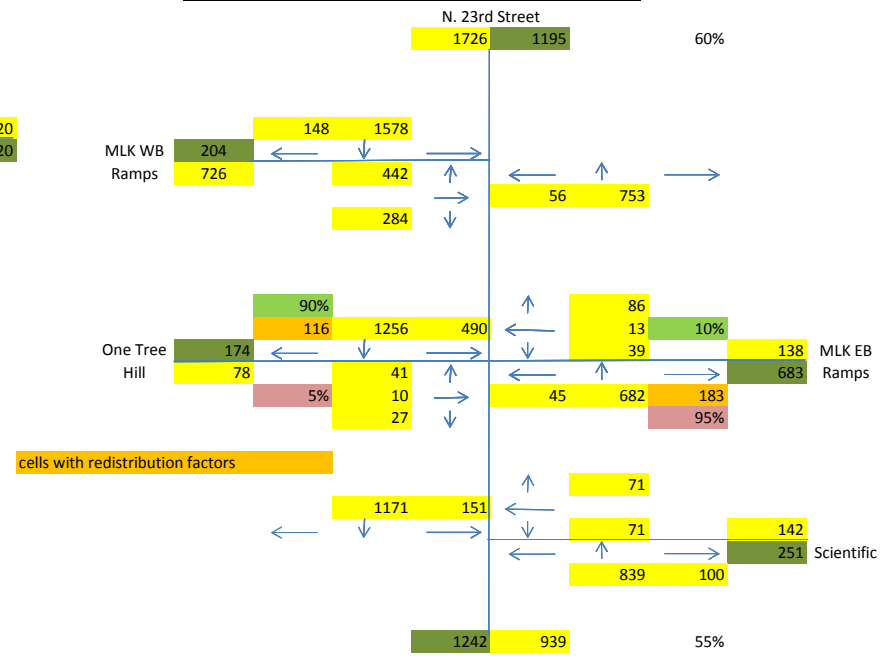 N. 23rd Street
1726 1195 60%
20 148 1578
20 MLK WB 204
Ramps 726 442
56 753
284
90% 86
116 1256 490 13 10%
One Tree 174 39 138 MLK EB
Hill 78 41 683 Ramps
5% 10 45 682 183
27 95%
cells with redistribution factors
71
1171 151
71 142
251 Scientific
839 100
1242 939 55%